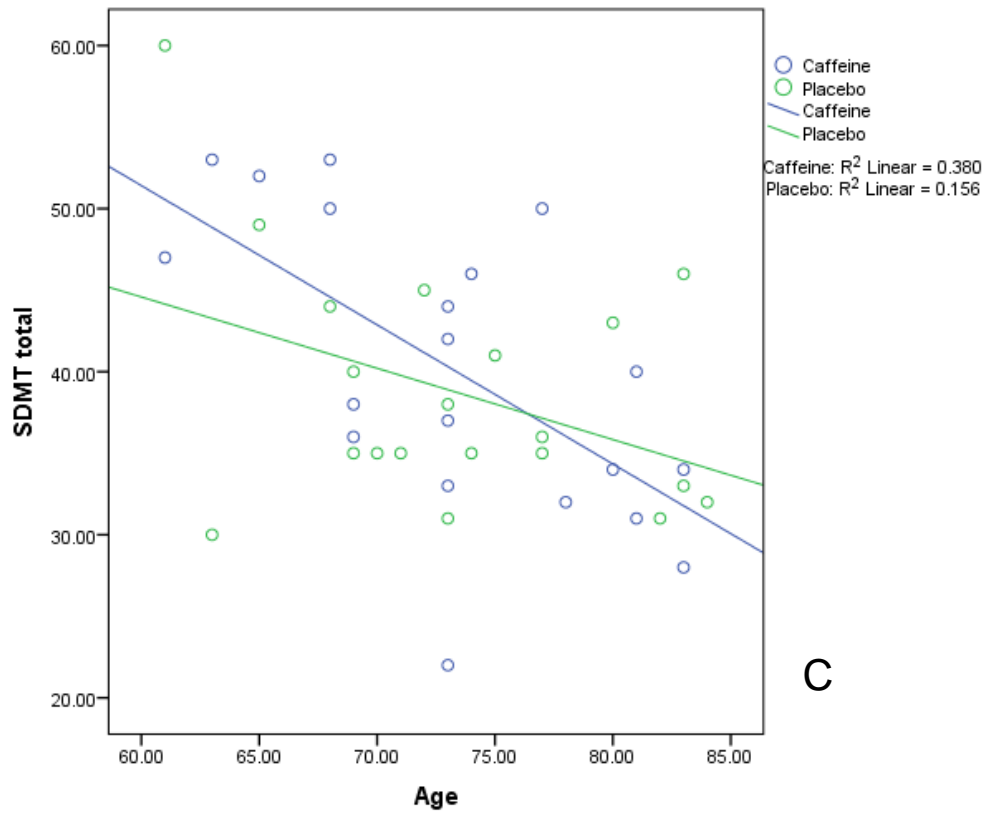 60.00
50.00
40.00
30.00
20.00
SDMT total
60.00 65.00 70.00 75.00 80.00 85.00
Age
Caffeine
Placebo
Caffeine
Placebo
Caffeine: R² Linear = 0.380
Placebo: R² Linear = 0.156
C